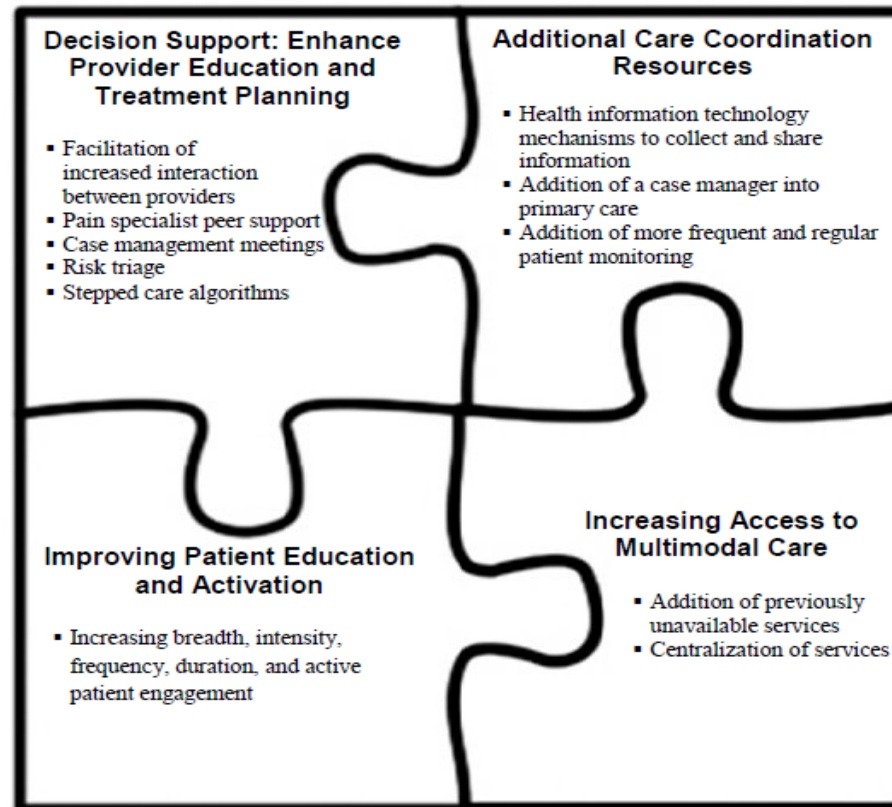 Decision Support: Enhance
Provider Education and
Treatment Planning
▪ Facilitation of
increased interaction
between providers
▪ Pain specialist peer support
▪ Case management meetings
▪ Risk triage
▪ Stepped care algorithms
Additional Care Coordination
Resources
▪ Health information technology
mechanisms to collect and share
information
▪ Addition of a case manager into
primary care
▪ Addition of more frequent and regular
patient monitoring
Improving Patient Education
and Activation
▪ Increasing breadth, intensity,
frequency, duration, and active
patient engagement
Increasing Access to
Multimodal Care
▪ Addition of previously
unavailable services
▪ Centralization of services